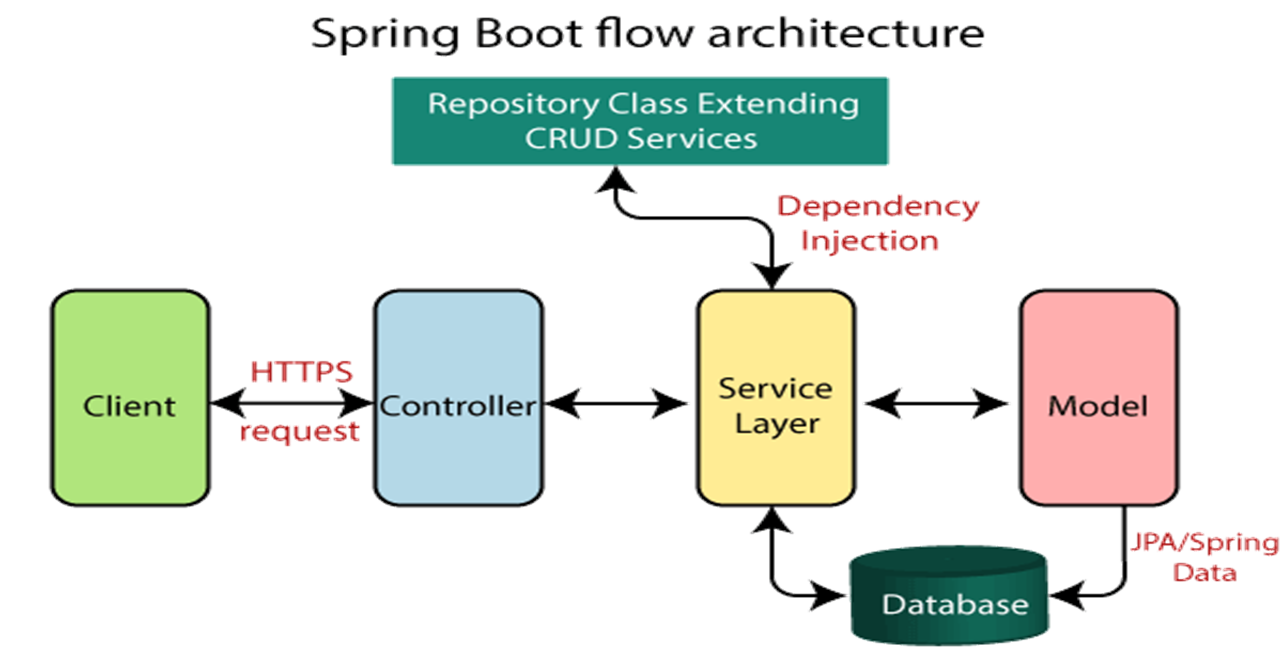 Spring Boot flow architecture
Repository Class Extending
CRUD Services
Dependency
Injection
Client
HTTPS
request
Controller
Service
Layer
Model
JPA/Spring
Data
Database